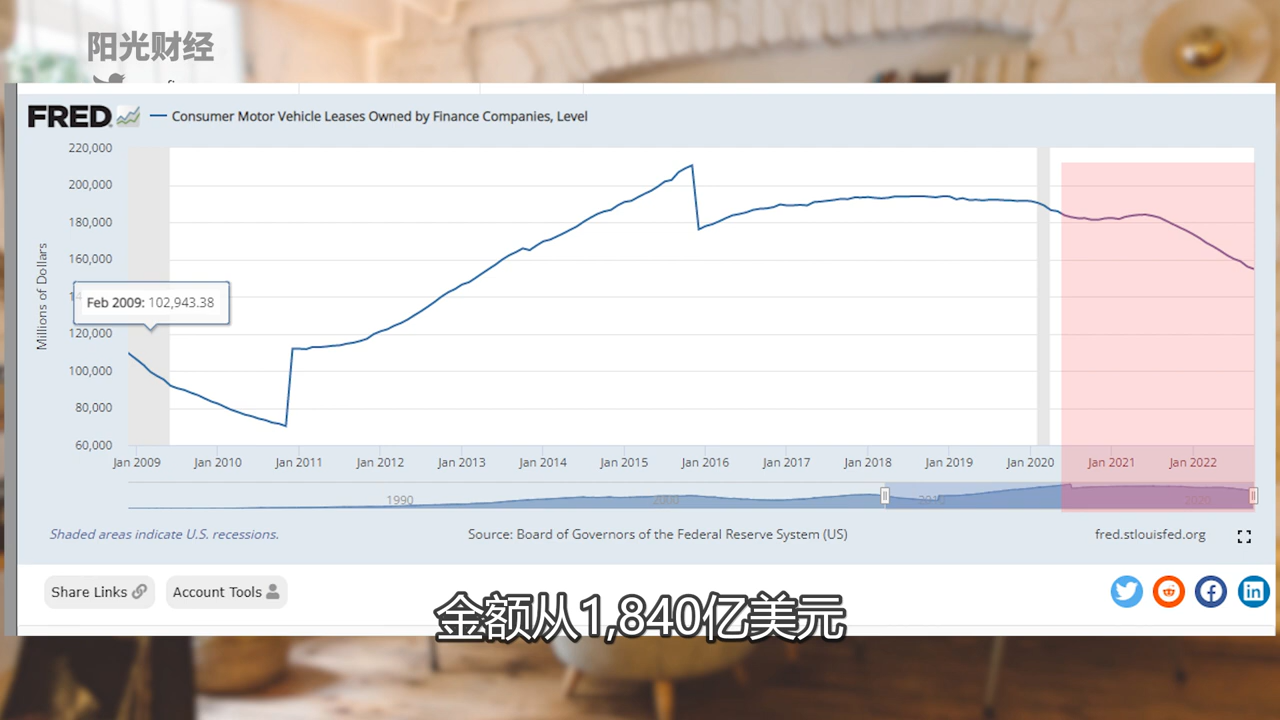 阳光财经
FRED
Consumer Motor Vehicle Leases Owned by Finance Companies, Level
220,000
200,000
180,000
160,000
120,000
100,000
80,000
60,000
Millions of Dollars
Feb 2009: 102,943.38
Jan 2009 Jan 2010 Jan 2011 Jan 2012 Jan 2013 Jan 2014 Jan 2015 Jan 2016 Jan 2017 Jan 2018 Jan 2019 Jan 2020 Jan 2021 Jan 2022
1990 2000 2010 2020
Shaded areas indicate U.S. recessions. Source: Board of Governors of the Federal Reserve System (US) fred.stlouisfed.org
Share Links Account Tools
金额从1,840亿美元